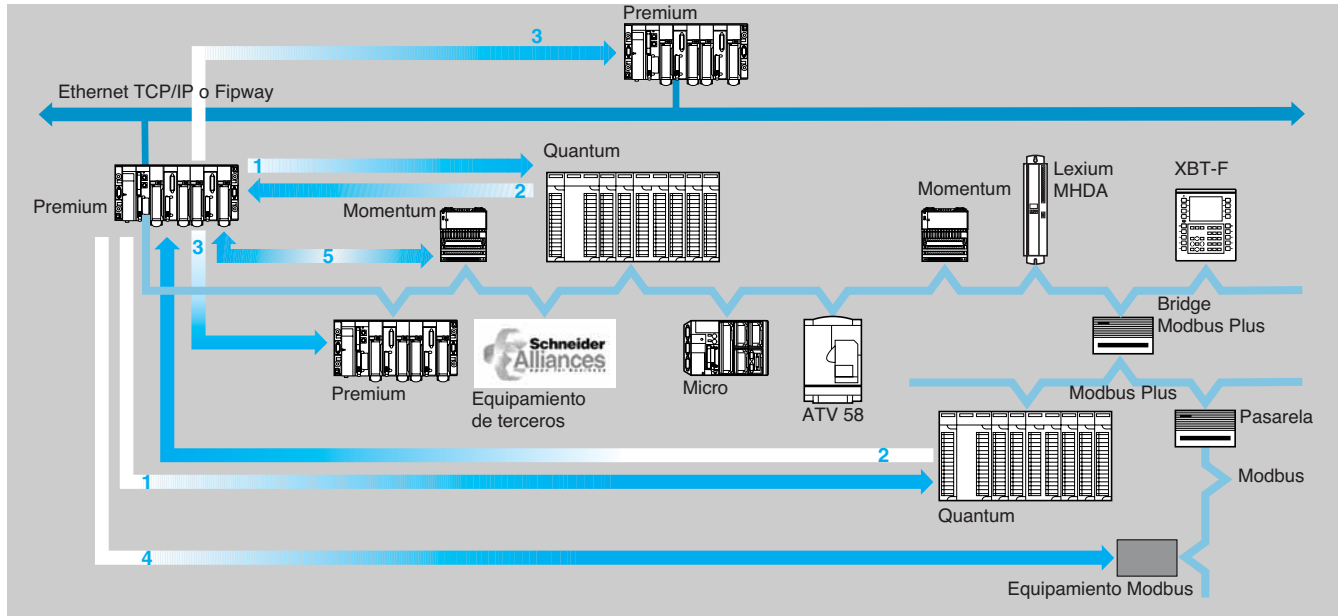 Premium
3
Ethernet TCP/IP o Fipway
1
Quantum
2
Premium
Momentum
3
5
Momentum
Lexium
MHDA
XBT-F
Bridge
Modbus Plus
Schneider
Alliances
Premium
Equipamiento
de terceros
Micro
ATV 58
Modbus Plus
Pasarela
2
1
Quantum
Modbus
4
Equipamiento Modbus